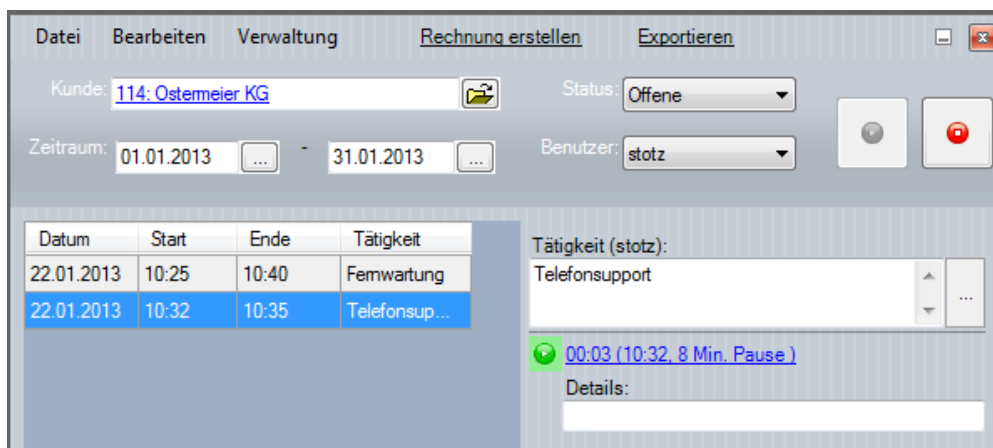 Datei Bearbeiten Verwaltung Rechnung erstellen Exportieren
Kunde: 114: Ostermeier KG Status: Offene
Zeitraum: 01.01.2013 ... - 31.01.2013 ... Benutzer: stotz
Datum Start Ende Tätigkeit
22.01.2013 10:25 10:40 Fernwartung
22.01.2013 10:32 10:35 Telefonsup...
Tätigkeit (stotz):
Telefonsupport
...
00:03 (10:32, 8 Min. Pause )
Details: